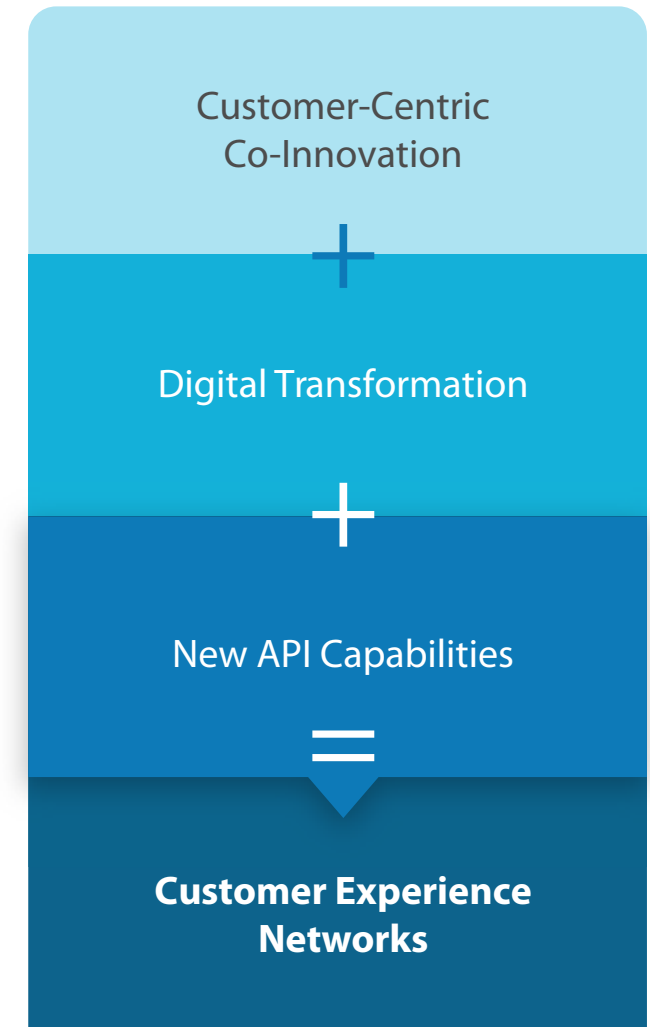 Customer-Centric
Co-Innovation
+
Digital Transformation
+
New API Capabilities
=
Customer Experience
Networks